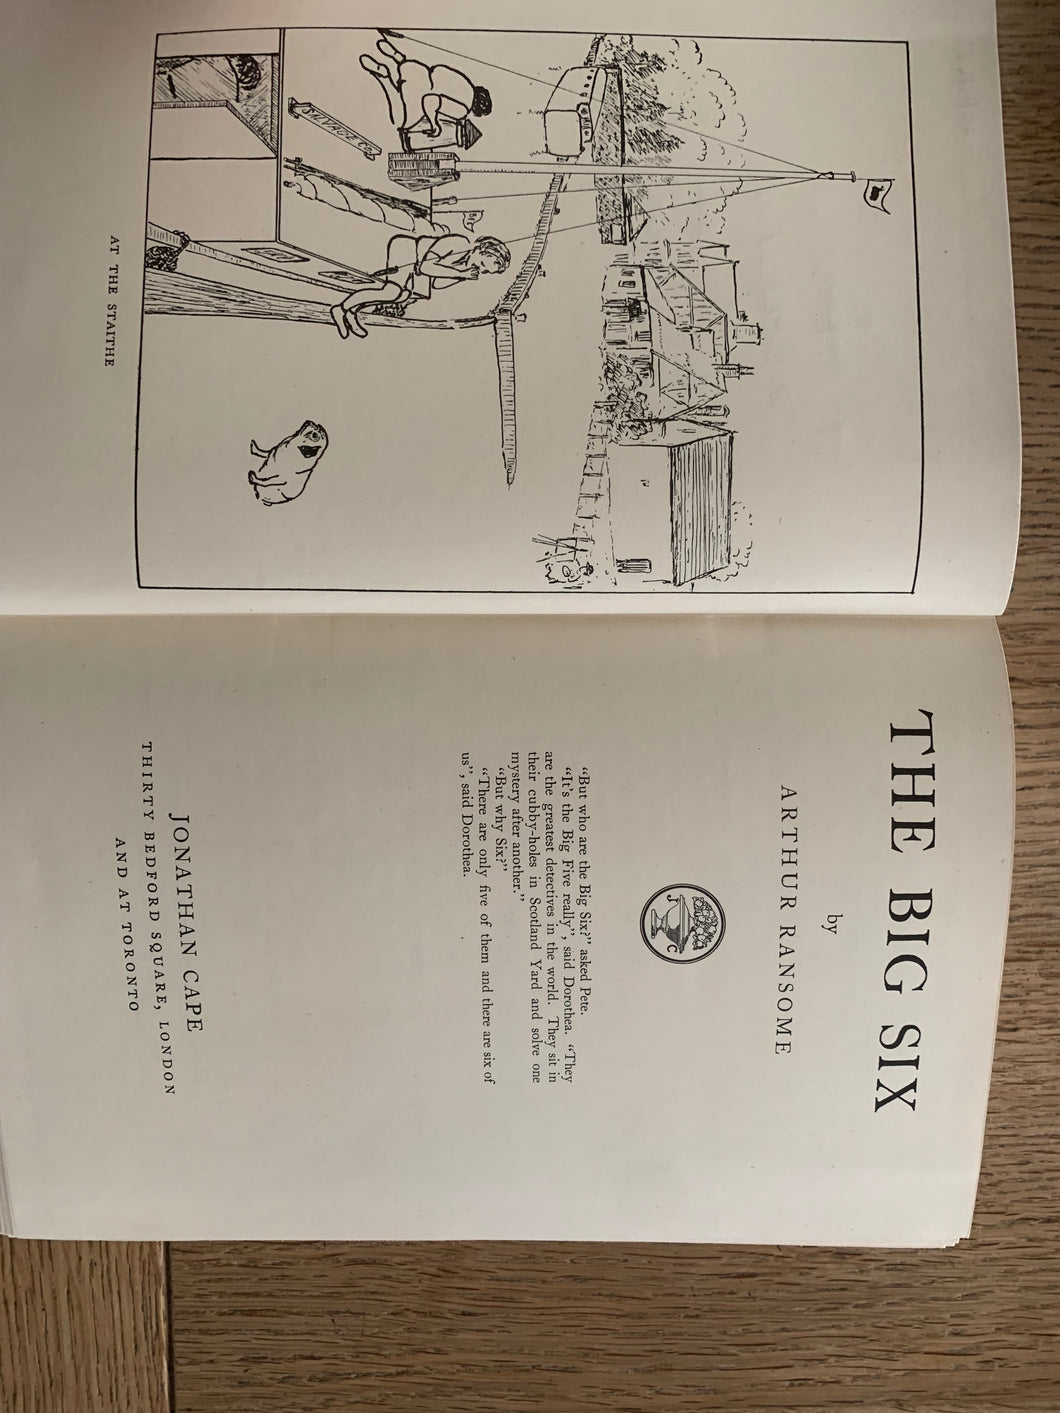 SALVAGE CO.
AT THE STAITHE
THE BIG SIX
by
ARTHUR RANSOME
C
“But who are the Big Six?” asked Pete.
“It’s the Big Five really”, said Dorothea. “They
are the greatest detectives in the world. They sit in
their cubby-holes in Scotland Yard and solve one
mystery after another.”
“But why Six?”
“There are only five of them and there are six of
us”, said Dorothea.
JONATHAN CAPE
THIRTY BEDFORD SQUARE, LONDON
AND AT TORONTO